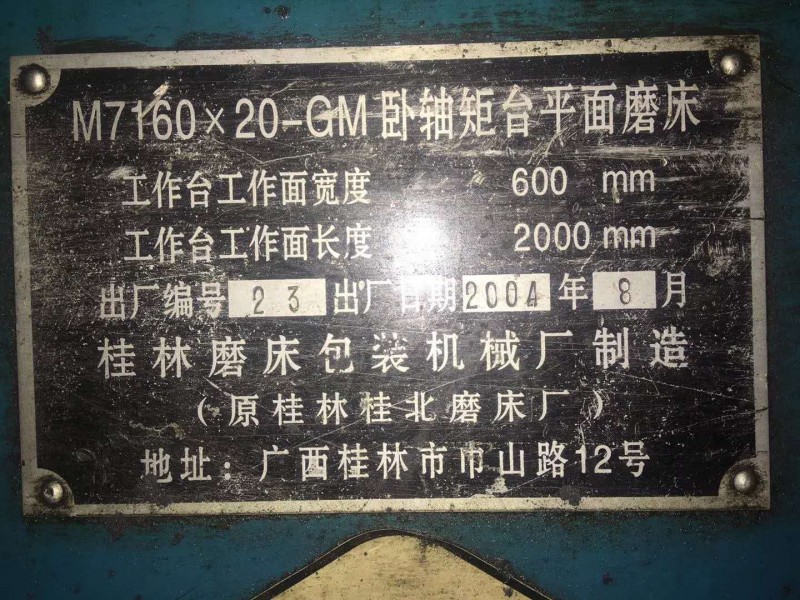 M7160×20-GM卧轴矩台平面磨床
工作台工作面宽度 600 mm
工作台工作面长度 2000 mm
出厂编号 23 出厂日期 2004 年 8 月
桂林磨床包装机械厂制造
（原桂林桂北磨床厂）
地址：广西桂林市巾山路12号